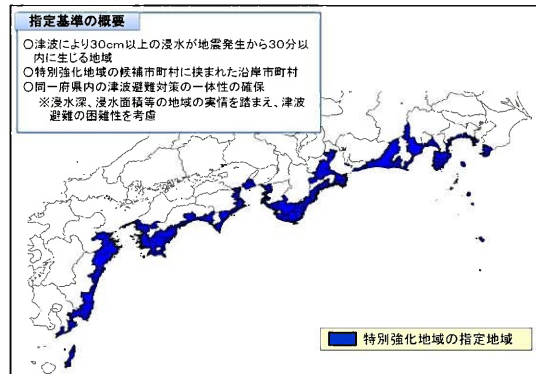 指定基準の概要
○津波により30cm以上の浸水が地震発生から30分以
内に生じる地域
○特別強化地域の候補市町村に挟まれた沿岸市町村
○同一府県内の津波避難対策の一体性の確保
※浸水深、浸水面積等の地域の実情を踏まえ、津波
避難の困難性を考慮
特別強化地域の指定地域